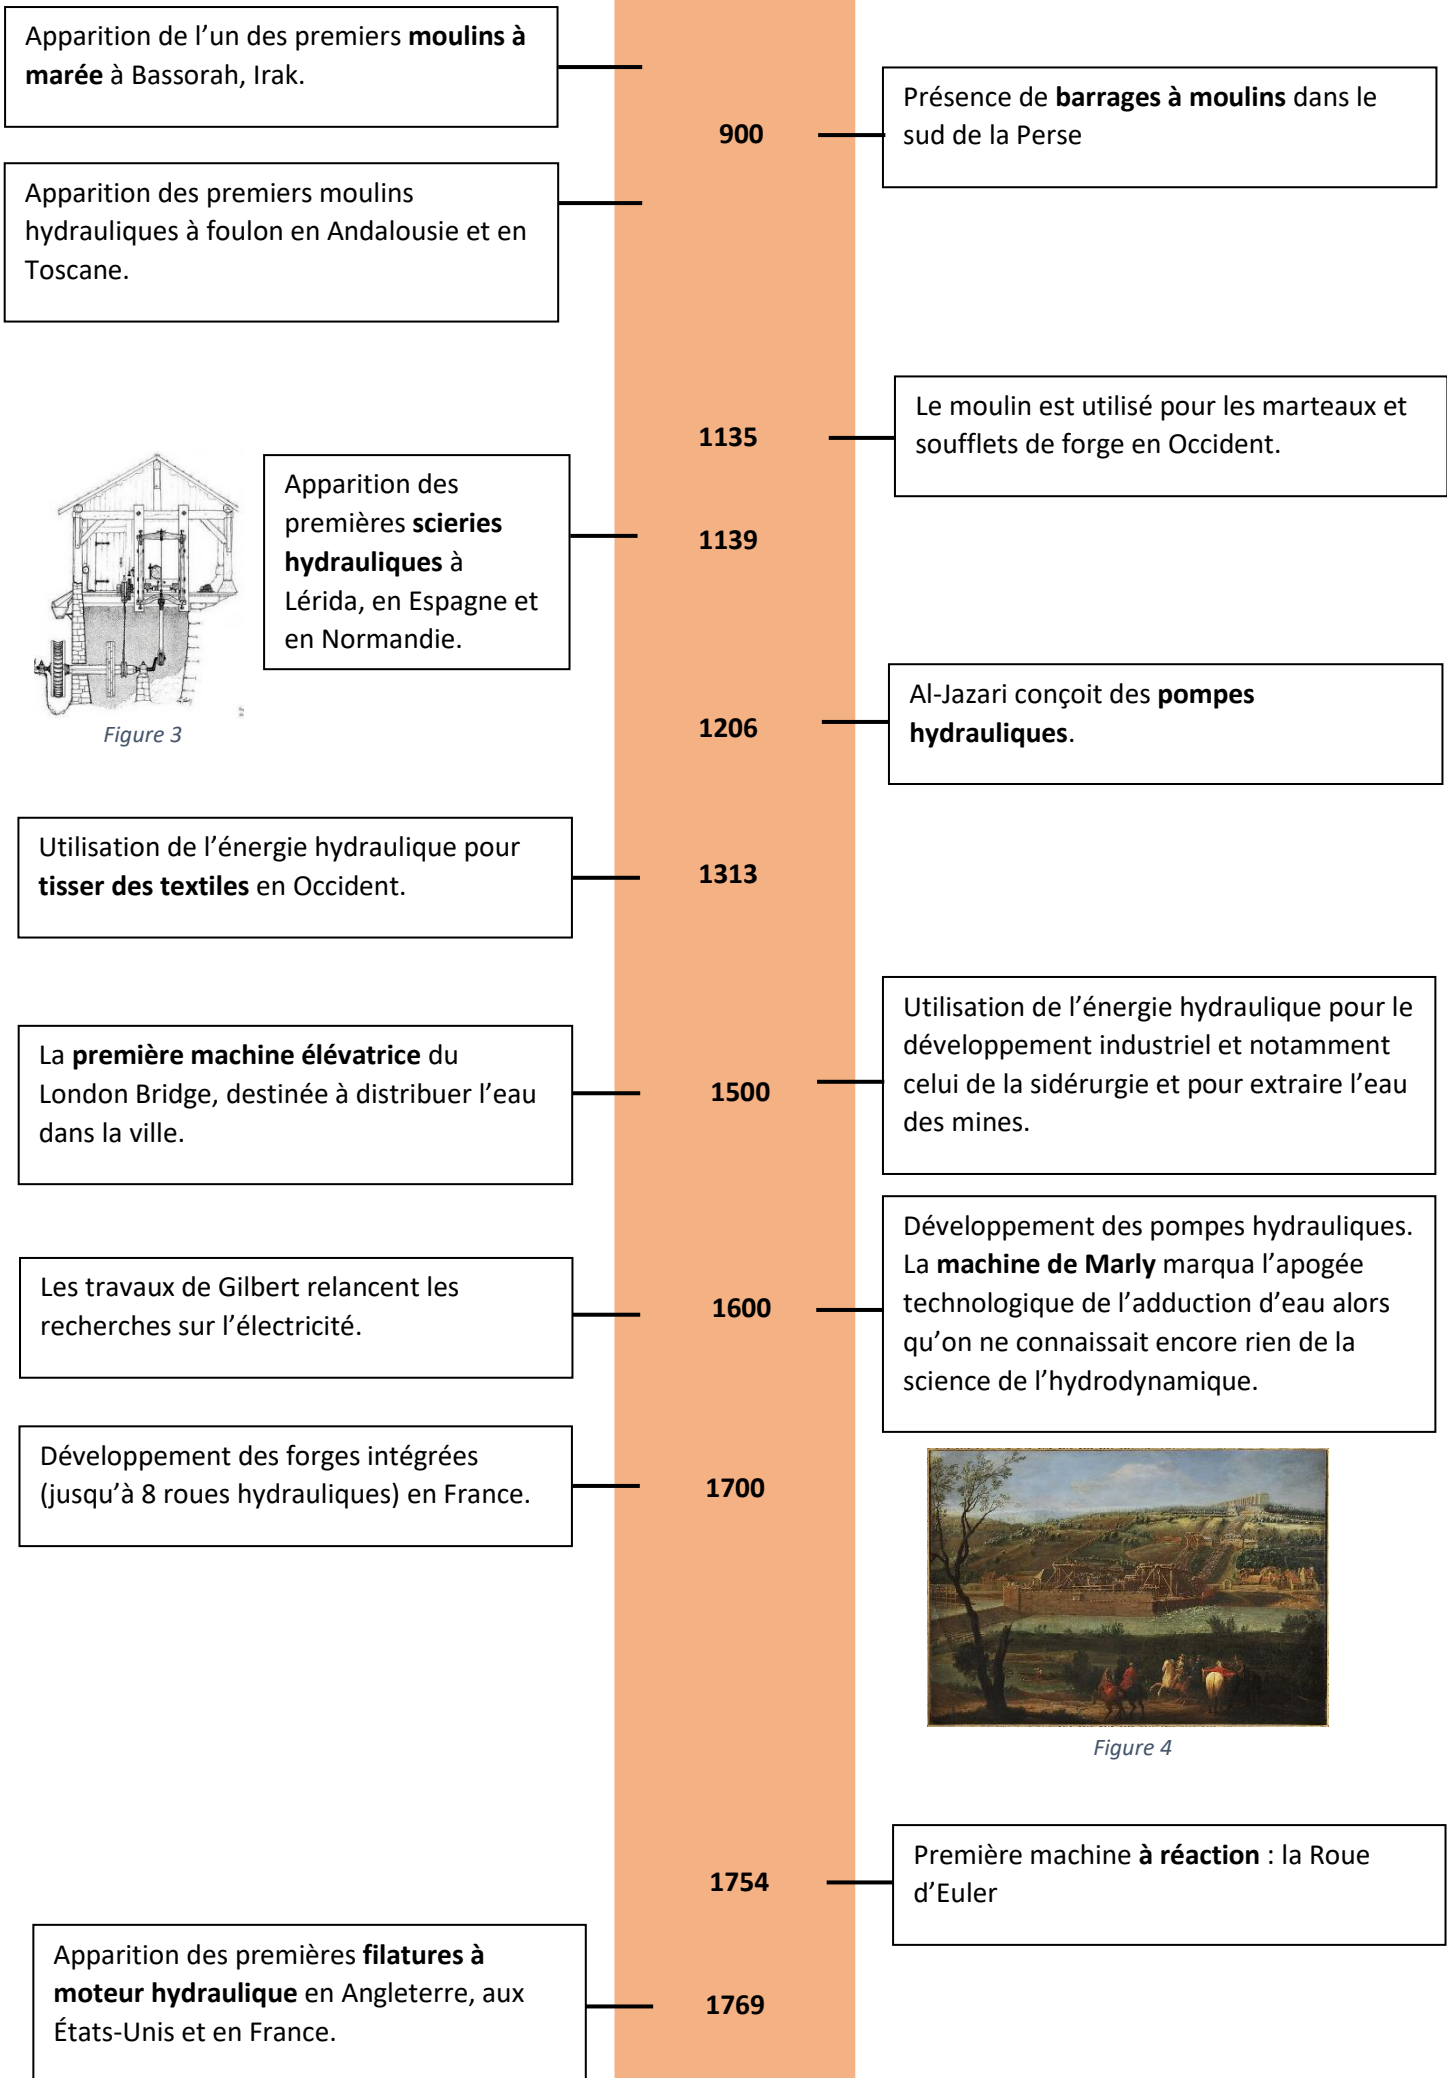 Apparition de l’un des premiers moulins à
marée à Bassorah, Irak.
900
Présence de barrages à moulins dans le
sud de la Perse
Apparition des premiers moulins
hydrauliques à foulon en Andalousie et en
Toscane.
1135
Le moulin est utilisé pour les marteaux et
soufflets de forge en Occident.
Apparition des
premières scieries
hydrauliques à
Lérida, en Espagne et
en Normandie.
1139
Figure 3
1206
Al-Jazari conçoit des pompes
hydrauliques.
Utilisation de l’énergie hydraulique pour
tisser des textiles en Occident.
1313
La première machine élévatrice du
London Bridge, destinée à distribuer l’eau
dans la ville.
1500
Utilisation de l’énergie hydraulique pour le
développement industriel et notamment
celui de la sidérurgie et pour extraire l’eau
des mines.
Les travaux de Gilbert relancent les
recherches sur l’électricité.
1600
Développement des pompes hydrauliques.
La machine de Marly marqua l’apogée
technologique de l’adduction d’eau alors
qu’on ne connaissait encore rien de la
science de l’hydrodynamique.
Développement des forges intégrées
(jusqu’à 8 roues hydrauliques) en France.
1700
Figure 4
1754
Première machine à réaction : la Roue
d’Euler
Apparition des premières filatures à
moteur hydraulique en Angleterre, aux
États-Unis et en France.
1769